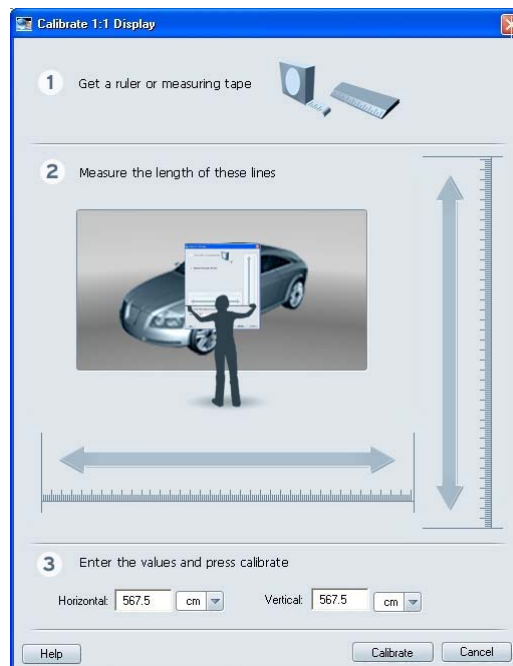 Calibrate 1:1 Display
1 Get a ruler or measuring tape
2 Measure the length of these lines
3 Enter the values and press calibrate
Horizontal: 567.5 cm Vertical: 567.5 cm
Help Calibrate Cancel